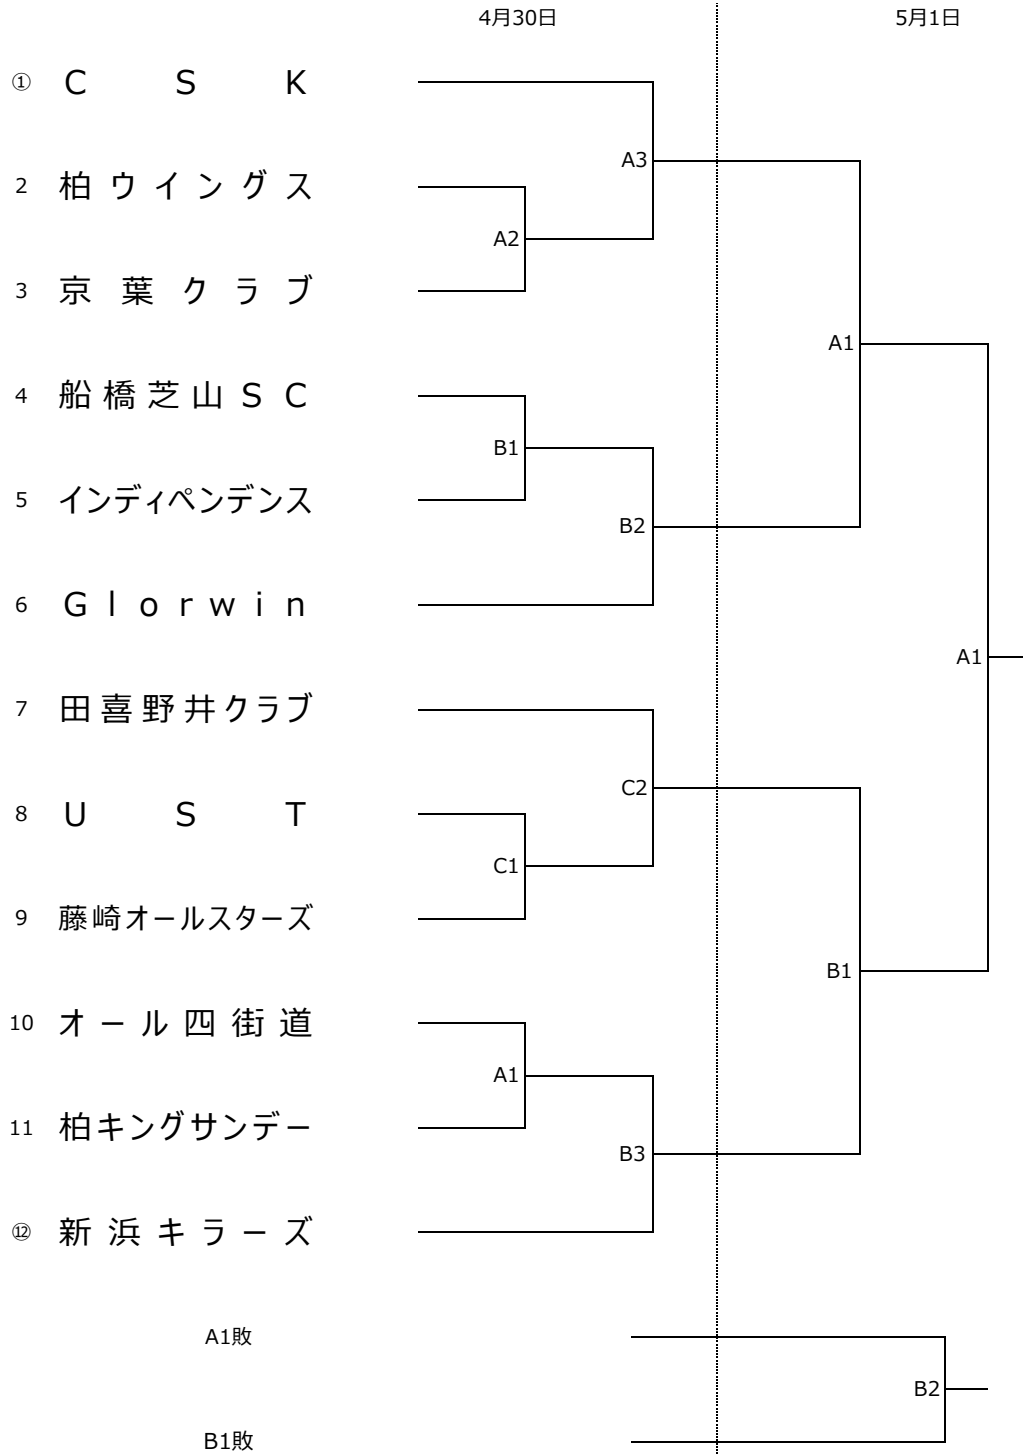 4月30日 5月1日
① C S K
A3
2 柏ウイングス
A2
3 京葉クラブ
A1
4 船橋芝山SC
B1
5 インディペンデンス
B2
6 Glorwin
A1
7 田喜野井クラブ
C2
8 U S T
C1
9 藤崎オールスターズ
B1
10 オール四街道
A1
11 柏キングサンデー
B3
⑫ 新浜キラーズ
A1敗
B2
B1敗